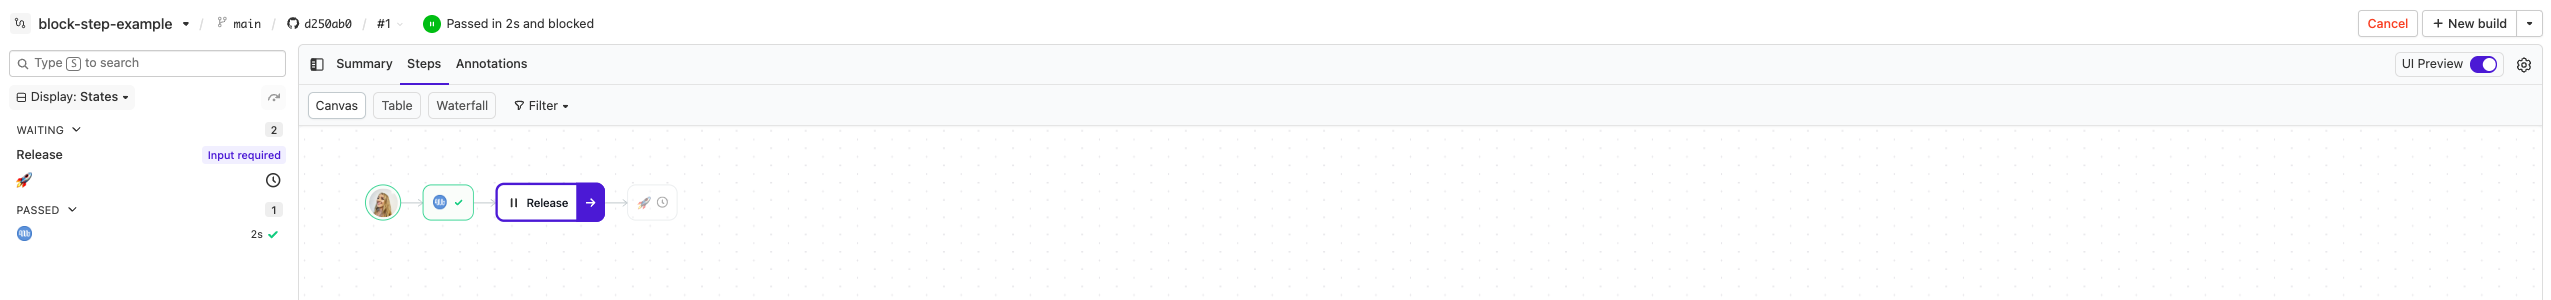 block-step-example / main / d250ab0 / #1 Passed in 2s and blocked Cancel + New build
Type S to search
Summary Steps Annotations UI Preview
Display: States
Canvas Table Waterfall Filter
WAITING 2
Release Input required
PASSED 1
2s
Release